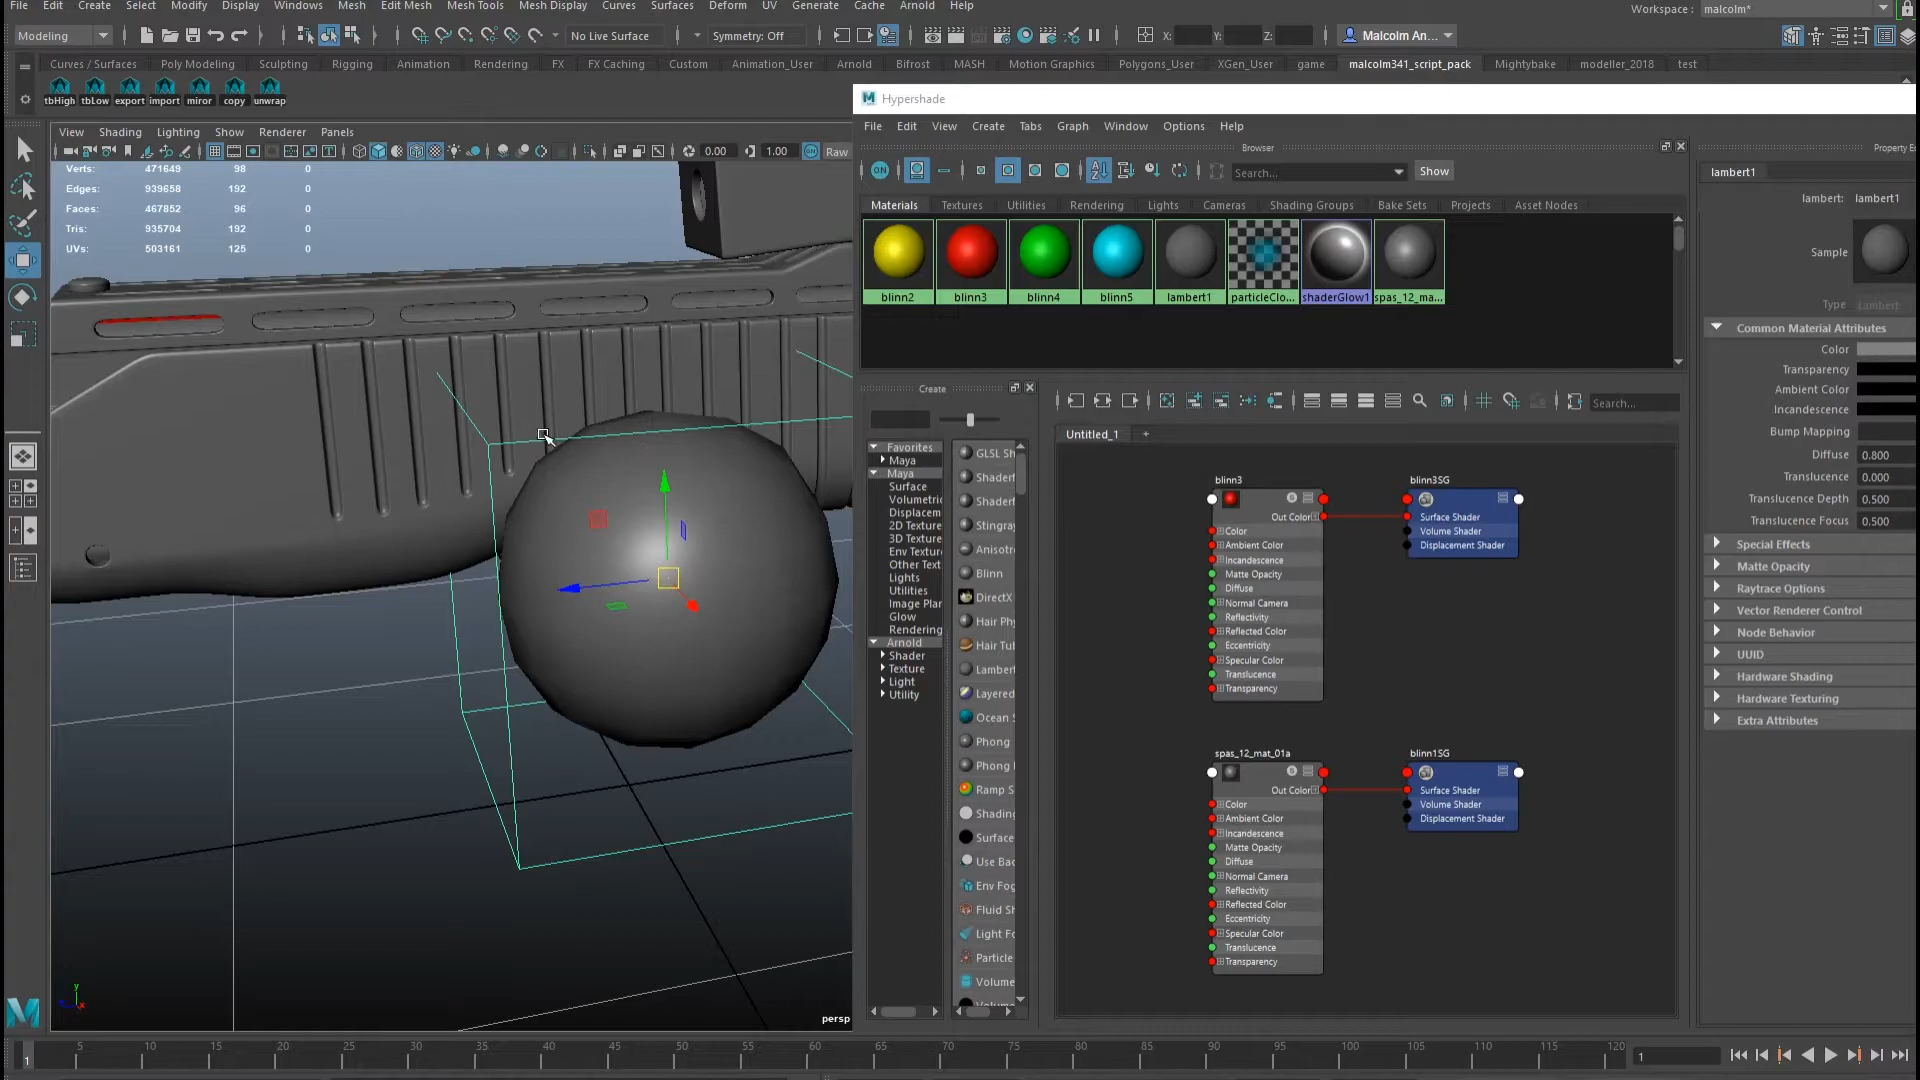 File Edit Create Select Modify Display Windows Mesh Edit Mesh Mesh Tools Mesh Display Curves Surfaces Deform UV Generate Cache Arnold Help
Workspace : malcolm*
Modeling No Live Surface Symmetry: Off X: Y: Z: Malcolm An...
Curves / Surfaces Poly Modeling Sculpting Rigging Animation Rendering FX FX Caching Custom Animation_User Arnold Bifrost MASH Motion Graphics Polygons_User XGen_User game malcolm341_script_pack Mightybake modeller_2018 test
tbHigh tbLow export import miror copy unwrap
Hypershade
File Edit View Create Tabs Graph Window Options Help
View Shading Lighting Show Renderer Panels
0.00 1.00 Raw
Verts: 471649 98 0
Edges: 939658 192 0
Faces: 467852 96 0
Tris: 935704 192 0
UVs: 503161 125 0
persp
Browser
ON Search... Show
Materials Textures Utilities Rendering Lights Cameras Shading Groups Bake Sets Projects Asset Nodes
blinn2 blinn3 blinn4 blinn5 lambert1 particleClo... shaderGlow1 spas_12_ma...
Create
Favorites
Maya
Maya
Surface
Volumetric
Displacem
2D Texture
3D Texture
Env Textur
Other Text
Lights
Utilities
Image Plan
Glow
Rendering
Arnold
Shader
Texture
Light
Utility
GLSL Sh
Shaderf
Shaderf
Stingra
Anisotr
Blinn
DirectX
Hair Phy
Hair Tul
Lambert
Layered
Ocean S
Phong
Phong
Ramp S
Shading
Surface
Use Bac
Env Fog
Fluid Sh
Light Fo
Particle
Volume
Search...
Untitled_1 +
blinn3
Out Color
Color
Ambient Color
Incandescence
Matte Opacity
Diffuse
Normal Camera
Reflectivity
Reflected Color
Eccentricity
Specular Color
Translucence
Transparency
blinn3SG
Surface Shader
Volume Shader
Displacement Shader
spas_12_mat_01a
Out Color
Color
Ambient Color
Incandescence
Matte Opacity
Diffuse
Normal Camera
Reflectivity
Reflected Color
Eccentricity
Specular Color
Translucence
Transparency
blinn1SG
Surface Shader
Volume Shader
Displacement Shader
Property E
lambert1
lambert: lambert1
Sample
Type Lambert
Common Material Attributes
Color
Transparency
Ambient Color
Incandescence
Bump Mapping
Diffuse 0.800
Translucence 0.000
Translucence Depth 0.500
Translucence Focus 0.500
Special Effects
Matte Opacity
Raytrace Options
Vector Renderer Control
Node Behavior
UUID
Hardware Shading
Hardware Texturing
Extra Attributes
1 5 10 15 20 25 30 35 40 45 50 55 60 65 70 75 80 85 90 95 100 105 110 115 120 1